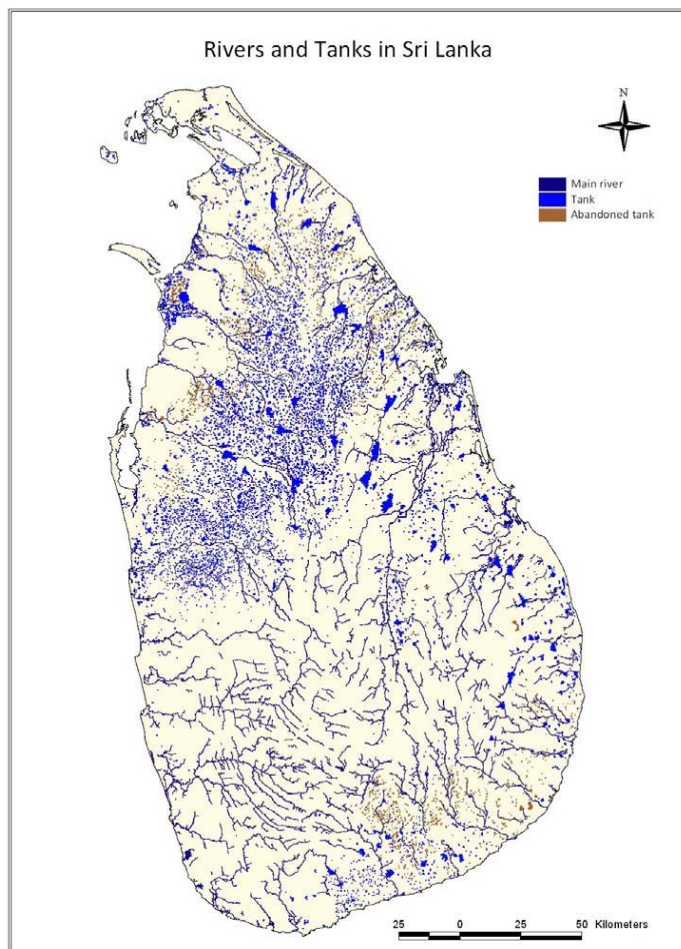 Rivers and Tanks in Sri Lanka
N
Main river
Tank
Abandoned tank
25 0 25 50 Kilometers